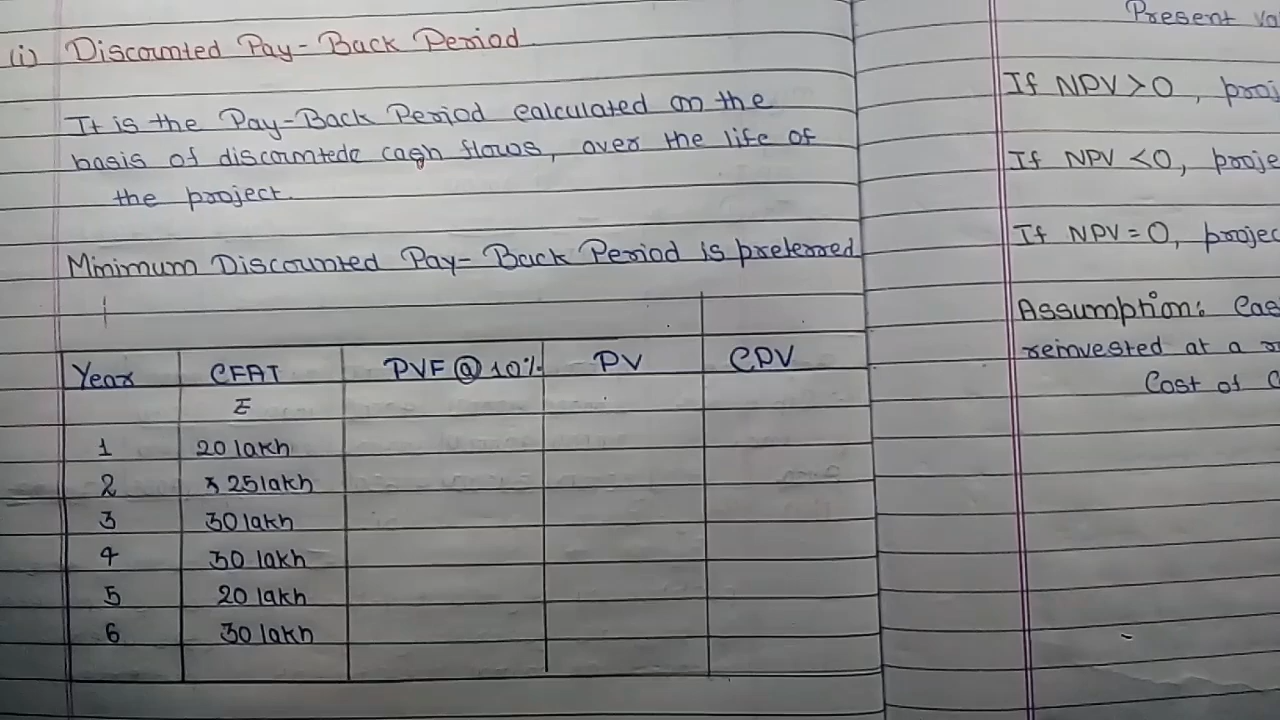 (i) Discounted Pay-Back Period
It is the Pay-Back Period calculated on the
basis of discountede cash flows, over the life of
the project.
Minimum Discounted Pay-Back Period is preferred
Year CFAT PVF @ 10% PV CPV
1 20 lakh
2 25 lakh
3 30 lakh
4 30 lakh
5 20 lakh
6 30 lakh
Present
If NPV > 0,
If NPV < 0,
If NPV = 0,
Assumption:
reinvested at a
Cost of